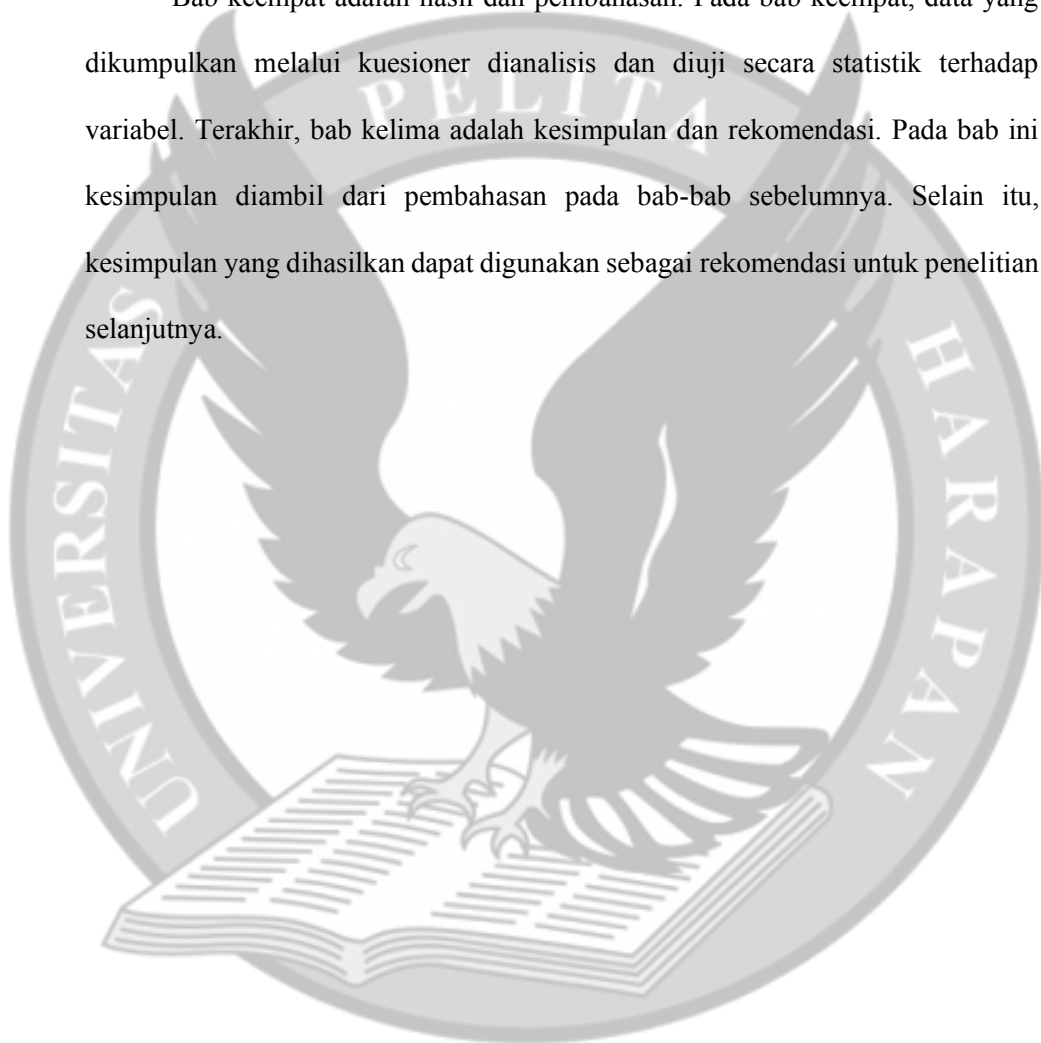 Bab keempat adalah hasil dan pembahasan. Pada bab keempat, data yang
dikumpulkan melalui kuesioner dianalisis dan diuji secara statistik terhadap
variabel. Terakhir, bab kelima adalah kesimpulan dan rekomendasi. Pada bab ini
kesimpulan diambil dari pembahasan pada bab-bab sebelumnya. Selain itu,
kesimpulan yang dihasilkan dapat digunakan sebagai rekomendasi untuk penelitian
selanjutnya.
UNIVERSITAS PELITA HARAPAN